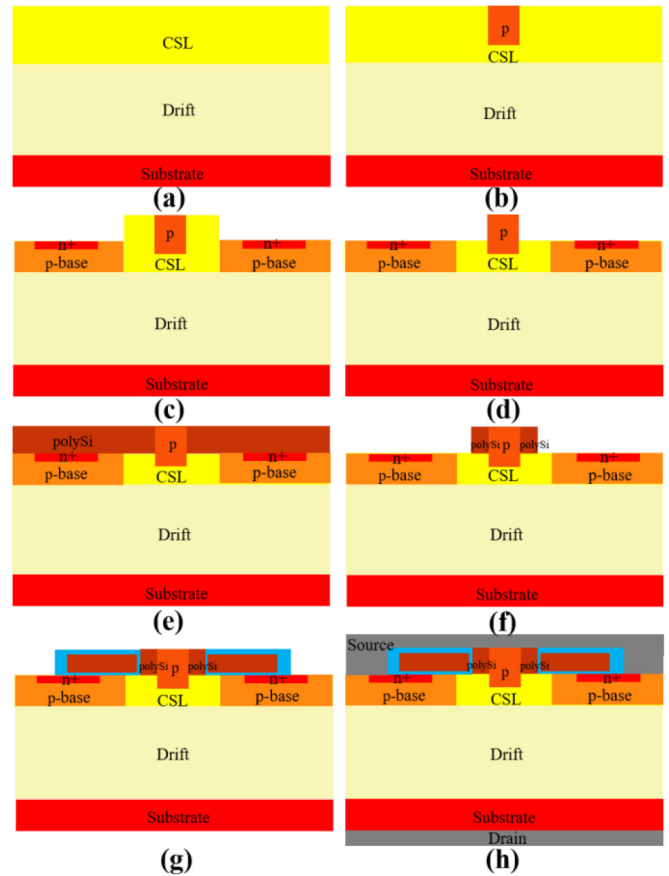 CSL
Drift
Substrate
(a)
p
CSL
Drift
Substrate
(b)
p
n+
n+
p-base
CSL
p-base
Drift
Substrate
(c)
p
n+
n+
p-base
CSL
p-base
Drift
Substrate
(d)
polySi
p
n+
n+
p-base
CSL
p-base
Drift
Substrate
(e)
polySi
p
polySi
n+
n+
p-base
CSL
p-base
Drift
Substrate
(f)
polySi
p
polySi
n+
n+
p-base
CSL
p-base
Drift
Substrate
(g)
Source
polySi
p
polySi
n+
n+
p-base
CSL
p-base
Drift
Substrate
Drain
(h)